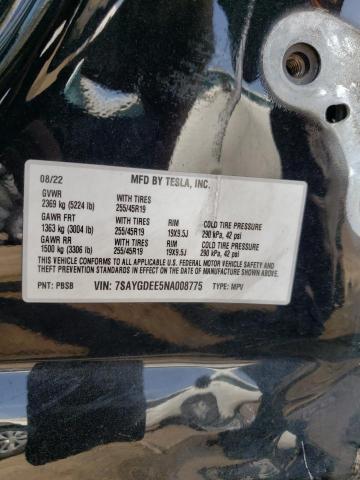 08/22 MFD BY TESLA, INC.
GVWR WITH TIRES
2369 kg (5224 lb) 255/45R19
GAWR FRT WITH TIRES RIM COLD TIRE PRESSURE
1363 kg (3004 lb) 255/45R19 19X9.5J 290 kPa, 42 psi
GAWR RR WITH TIRES RIM COLD TIRE PRESSURE
1500 kg (3306 lb) 255/45R19 19X9.5J 290 kPa, 42 psi
THIS VEHICLE CONFORMS TO ALL APPLICABLE U.S. FEDERAL MOTOR VEHICLE SAFETY AND
THEFT PREVENTION STANDARDS IN EFFECT ON THE DATE OF MANUFACTURE SHOWN ABOVE.
PNT: PBSB VIN: 7SAYGDEE5NA008775 TYPE: MPV